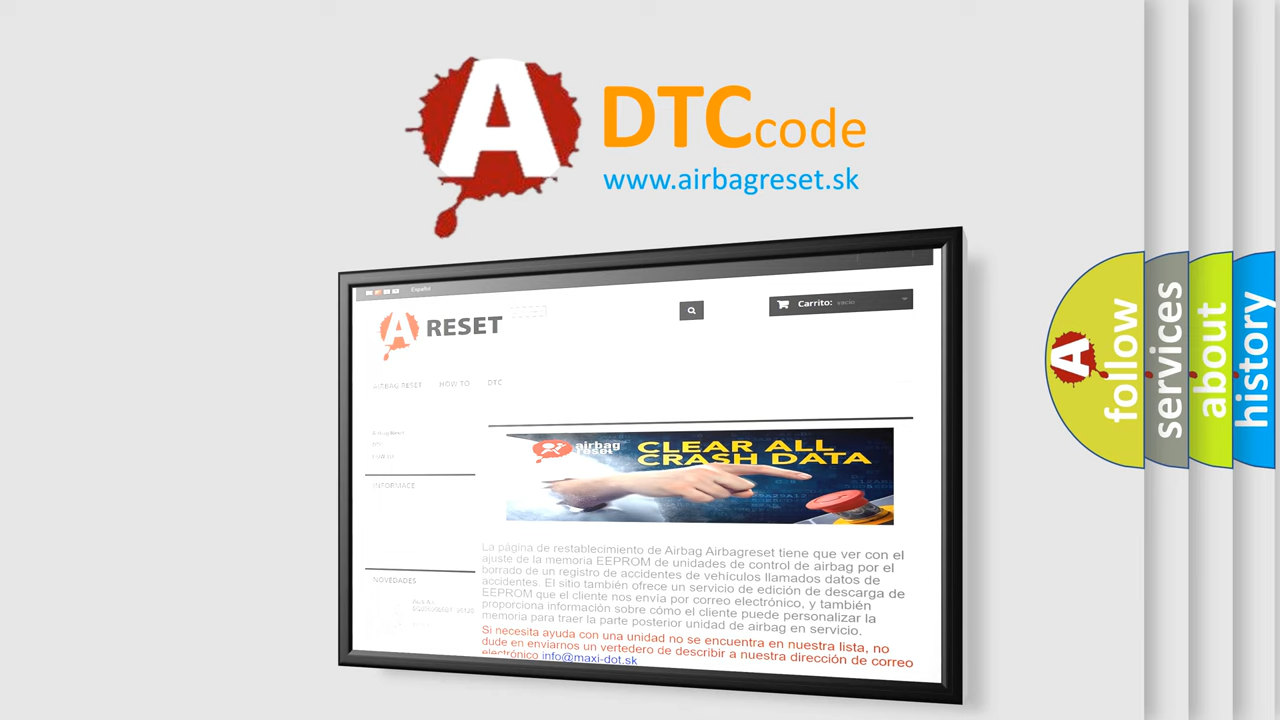 A
DTCcode
www.airbagreset.sk
Español
A RESET
Carrito: vacío
AIRBAG RESET HOW TO DTC
INFORMACE
NOVEDADES
airbag
reset
CLEAR ALL
CRASH DATA
La página de restablecimiento de Airbag Airbagreset tiene que ver con el
ajuste de la memoria EEPROM de unidades de control de airbag por el
borrado de un registro de accidentes de vehículos llamados datos de
accidentes. El sitio también ofrece un servicio de edición de descarga de
EEPROM que el cliente nos envía por correo electrónico, y también
proporciona información sobre cómo el cliente puede personalizar la
memoria para traer la parte posterior unidad de airbag en servicio.
Si necesita ayuda con una unidad no se encuentra en nuestra lista, no
dude en enviarnos un vertedero de describir a nuestra dirección de correo
electrónico info@maxi-dot.sk
A
follow
services
about
history